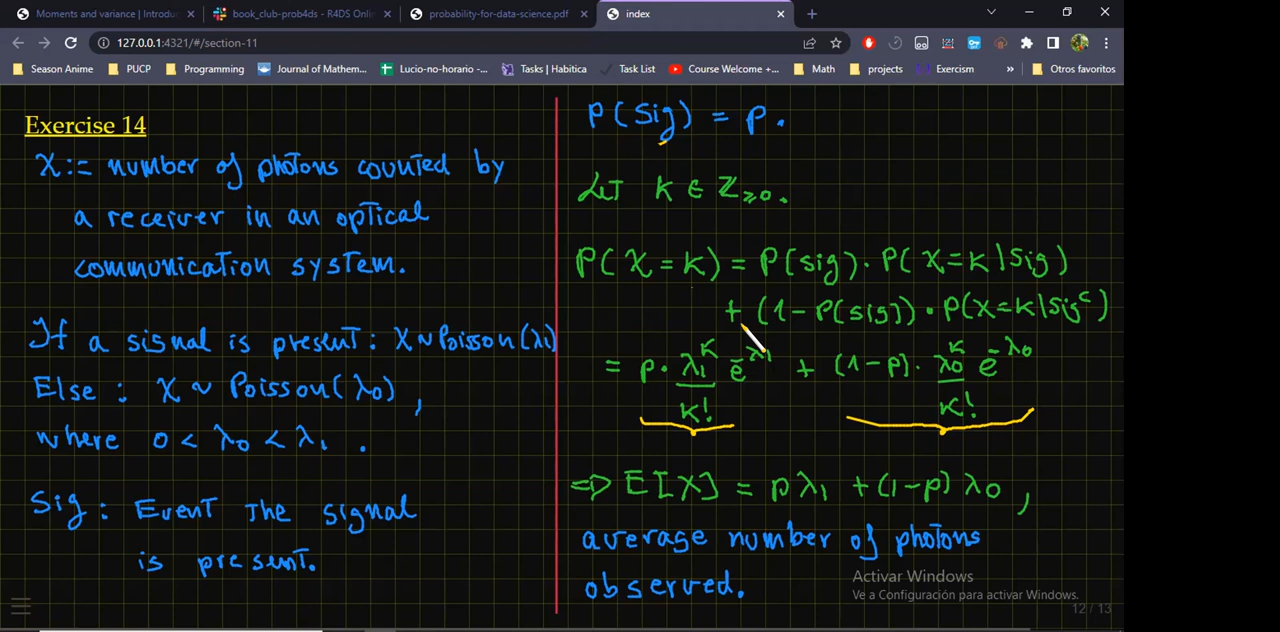 Moments and variance | Introdu
book_club-prob4ds - R4DS Onlin
probability-for-data-science.pdf
index
127.0.0.1:4321/#/section-11
Season Anime
PUCP
Programming
Journal of Mathem...
Lucio-no-horario -...
Tasks | Habitica
Task List
Course Welcome +...
Math
projects
Exercism
»
Otros favoritos
Exercise 14
X := number of photons counted by
a receiver in an optical
communication system.
If a signal is present: X ~ Poisson(λ₁)
Else : X ~ Poisson(λ₀),
where 0 < λ₀ < λ₁ .
Sig : Event the signal
is present.
P(Sig) = p.
Let k ∈ ℤ≥0.
P(X=k) = P(sig) · P(X=k|Sig)
+ (1 - P(sig)) · P(X=k|Sigᶜ)
= p · λ₁ᵏ/k! e^-λ₁ + (1-p) · λ₀ᵏ/k! e^-λ₀
=> E[X] = pλ₁ + (1-p) λ₀ ,
average number of photons
observed.
Activar Windows
Ve a Configuración para activar Windows.
12 / 13